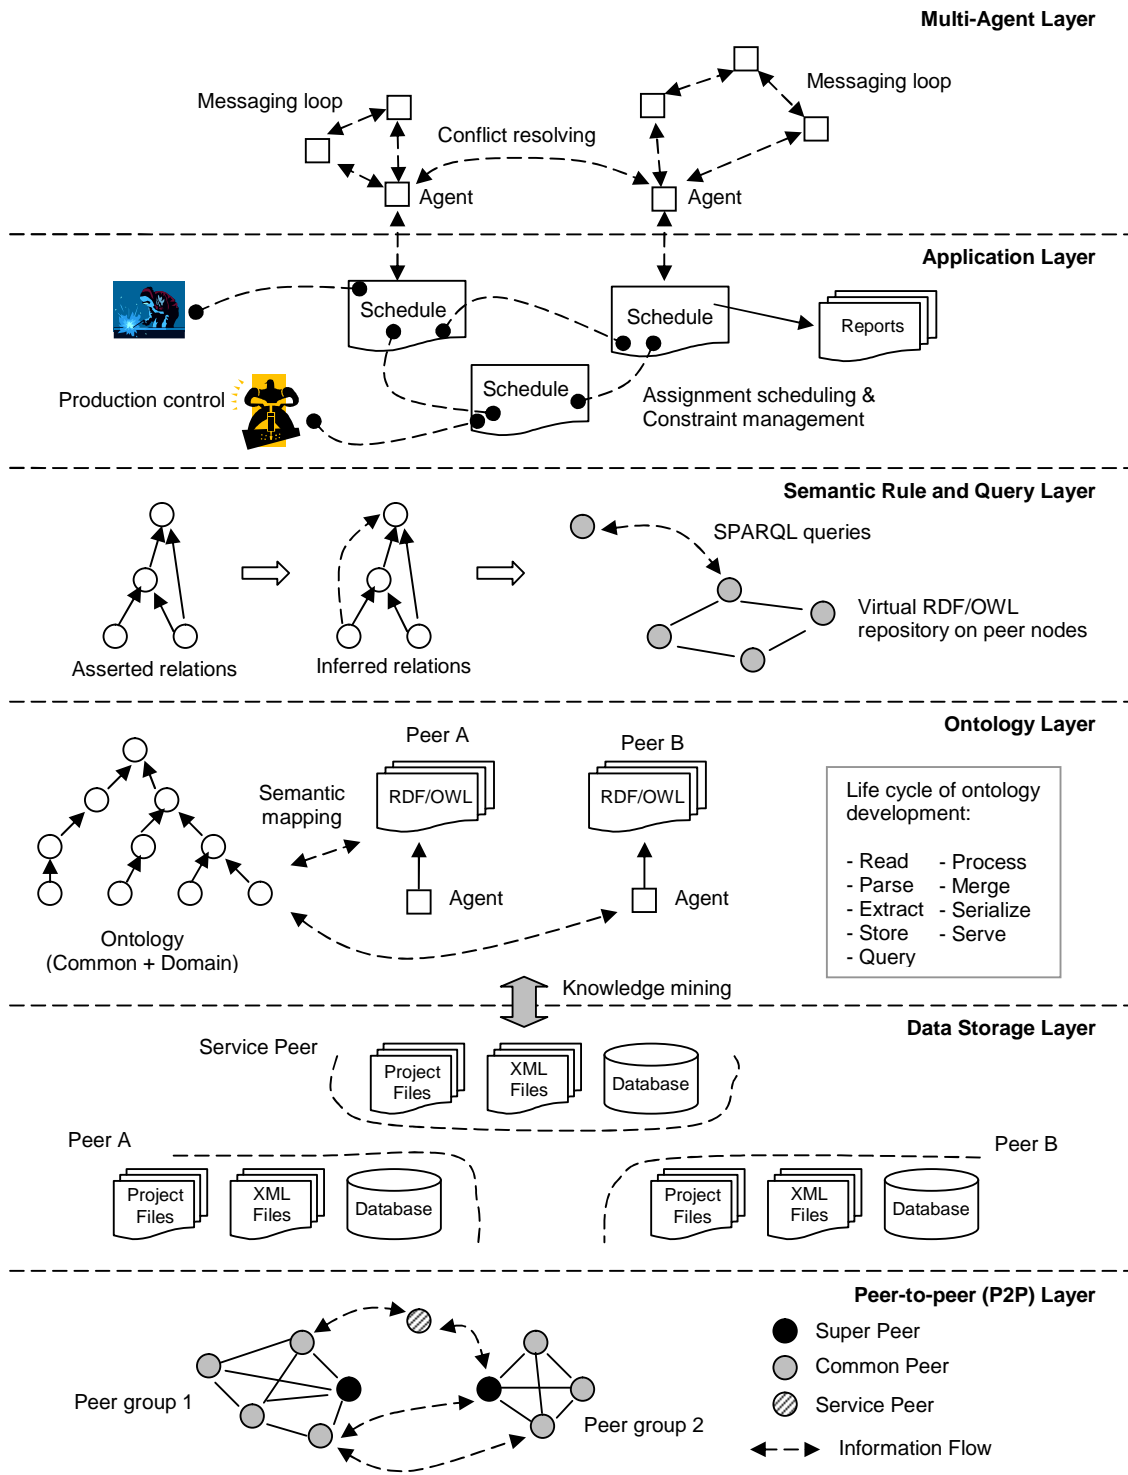 Multi-Agent Layer
Messaging loop
Messaging loop
Conflict resolving
Agent
Agent
Application Layer
Schedule
Schedule
Reports
Production control
Schedule
Assignment scheduling &
Constraint management
Semantic Rule and Query Layer
SPARQL queries
Virtual RDF/OWL
repository on peer nodes
Asserted relations
Inferred relations
Ontology Layer
Peer A
Peer B
Semantic
mapping
RDF/OWL
RDF/OWL
Life cycle of ontology
development:
- Read
- Process
- Parse
- Merge
- Extract
- Serialize
- Store
- Serve
- Query
Agent
Agent
Ontology
(Common + Domain)
Knowledge mining
Data Storage Layer
Service Peer
Project
Files
XML
Files
Database
Peer A
Peer B
Project
Files
XML
Files
Database
Project
Files
XML
Files
Database
Peer-to-peer (P2P) Layer
Super Peer
Common Peer
Service Peer
Information Flow
Peer group 1
Peer group 2